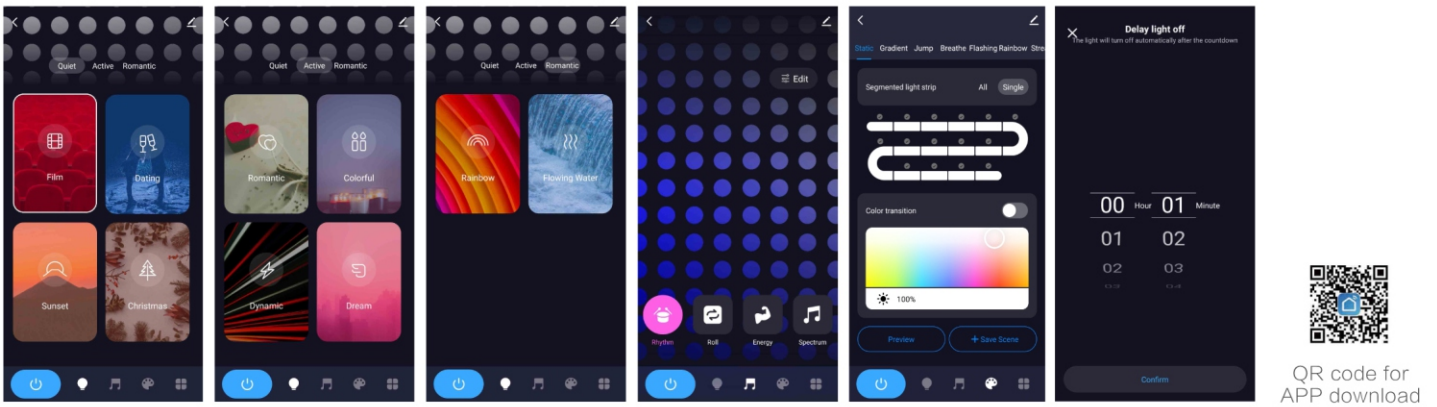 Quiet Active Romantic
Film
Dating
Sunset
Christmas
Quiet Active Romantic
Romantic
Colorful
Dynamic
Dream
Quiet Active Romantic
Rainbow
Flowing Water
Edit
Rhythm
Roll
Energy
Spectrum
Static Gradient Jump Breathe Flashing Rainbow Stre
Segmented light strip All Single
Color transition
100%
Preview
+ Save Scene
Delay light off
The light will turn off automatically after the countdown
00 Hour 01 Minute
01 02
02 03
03 04
Confirm
QR code for
APP download